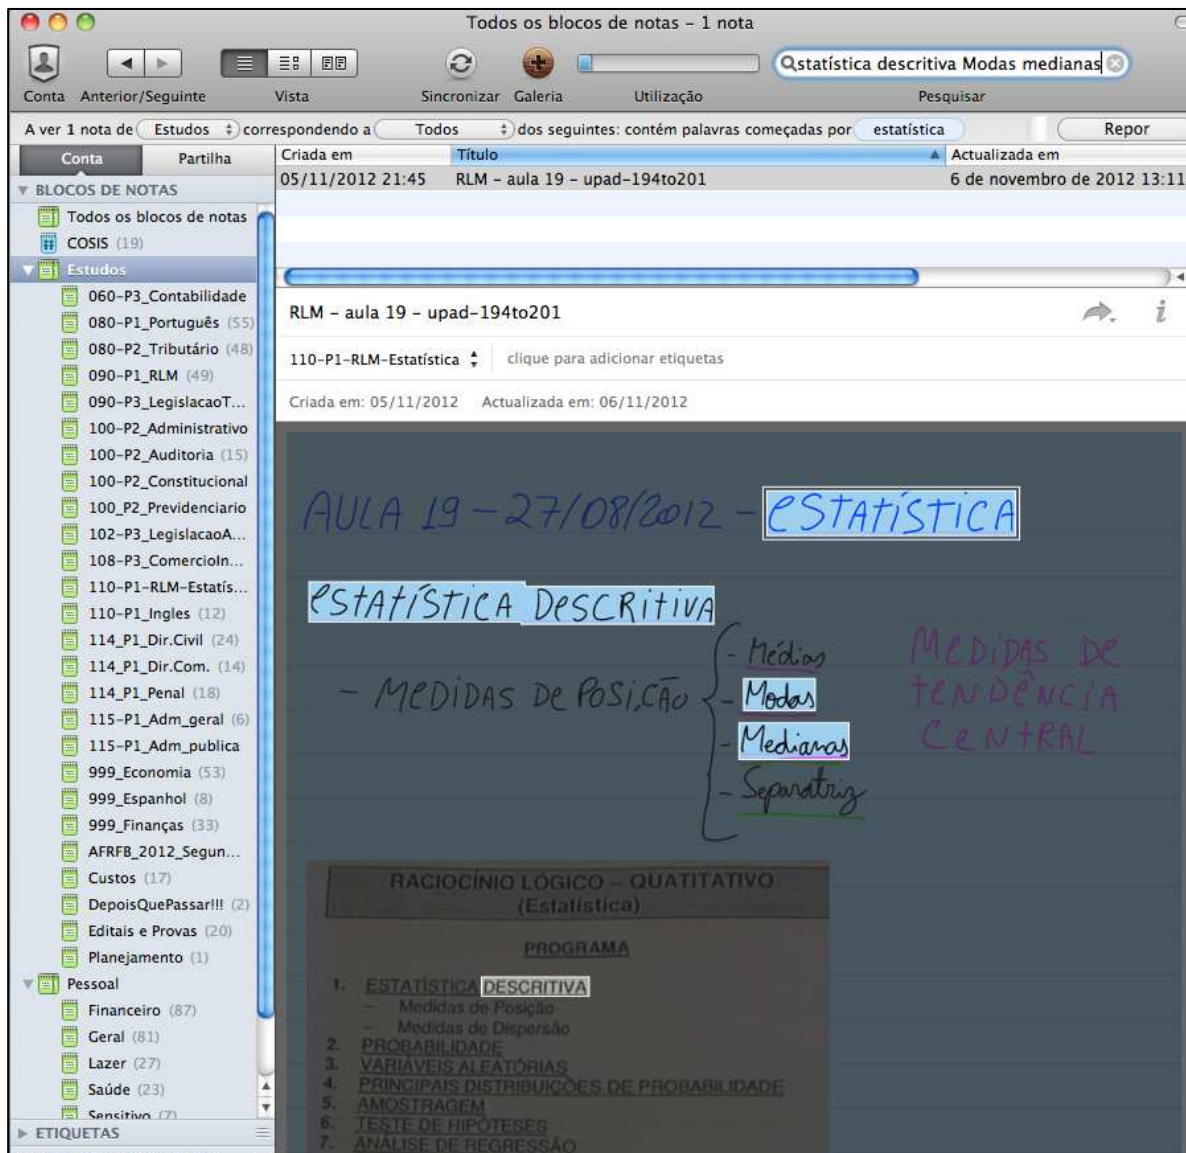 Todos os blocos de notas – 1 nota
Conta
Anterior/Seguinte
Vista
Sincronizar
Galeria
Utilização
statística descritiva Modas medianas
Pesquisar
A ver 1 nota de Estudos correspondendo a Todos dos seguintes: contém palavras começadas por estatística Repor
Conta Partilha
BLOCOS DE NOTAS
Todos os blocos de notas
COSIS (19)
Estudos
060-P3_Contabilidade
080-P1_Português (55)
080-P2_Tributário (48)
090-P1_RLM (49)
090-P3_LegislacaoT...
100-P2_Administrativo
100-P2_Auditoria (15)
100-P2_Constitucional
100_P2_Previdenciario
102-P3_LegislacaoA...
108-P3_ComercioIn...
110-P1-RLM-Estatís...
110-P1_Ingles (12)
114_P1_Dir.Civil (24)
114_P1_Dir.Com. (14)
114_P1_Penal (18)
115-P1_Adm_geral (6)
115-P1_Adm_publica
999_Economia (53)
999_Espanhol (8)
999_Finanças (33)
AFRFB_2012_Segun...
Custos (17)
DepoisQuePassar!!! (2)
Editais e Provas (20)
Planejamento (1)
Pessoal
Financeiro (87)
Geral (81)
Lazer (27)
Saúde (23)
Sensitivo (7)
ETIQUETAS
Criada em Título Actualizada em
05/11/2012 21:45 RLM – aula 19 – upad-194to201 6 de novembro de 2012 13:11
RLM – aula 19 – upad-194to201
110-P1-RLM-Estatística clique para adicionar etiquetas
Criada em: 05/11/2012 Actualizada em: 06/11/2012
AULA 19 – 27/08/2012 – ESTATÍSTICA
ESTATÍSTICA DESCRITIVA
- MEDIDAS DE POSIÇÃO
- Médias
- Modas
- Medianas
- Separatriz
MEDIDAS DE
TENDÊNCIA
CENTRAL
RACIOCÍNIO LÓGICO – QUATITATIVO
(Estatística)
PROGRAMA
1. ESTATÍSTICA DESCRITIVA
– Medidas de Posição
– Medidas de Dispersão
2. PROBABILIDADE
3. VARIÁVEIS ALEATÓRIAS
4. PRINCIPAIS DISTRIBUIÇÕES DE PROBABILIDADE
5. AMOSTRAGEM
6. TESTE DE HIPÓTESES
7. ANÁLISE DE REGRESSÃO